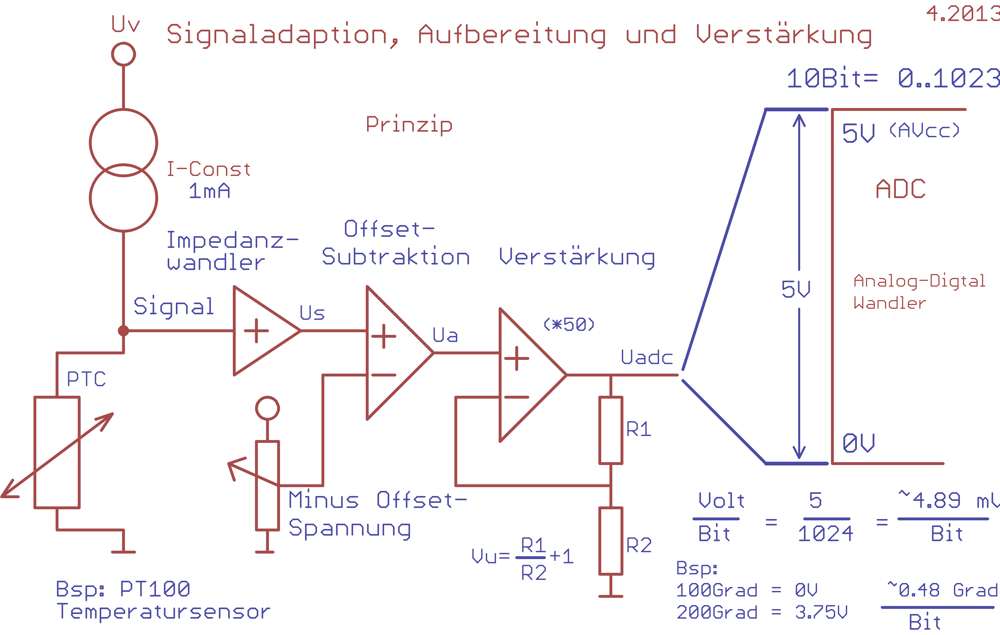 4.2013
Uv
Signaladaption, Aufbereitung und Verstärkung
10Bit= 0..1023
Prinzip
5V (AVcc)
I-Const
1mA
ADC
Impedanz-
wandler
Offset-
Subtraktion
Verstärkung
Analog-Digtal
Wandler
5V
Signal
Us
(*50)
Ua
Uadc
PTC
+
+
-
+
-
R1
0V
Minus Offset-
Spannung
Volt
Bit
=
5
1024
=
~4.89 mV
Bit
Vu=
R1
R2
+1
R2
Bsp: PT100
Temperatursensor
Bsp:
100Grad = 0V
200Grad = 3.75V
~0.48 Grad
Bit